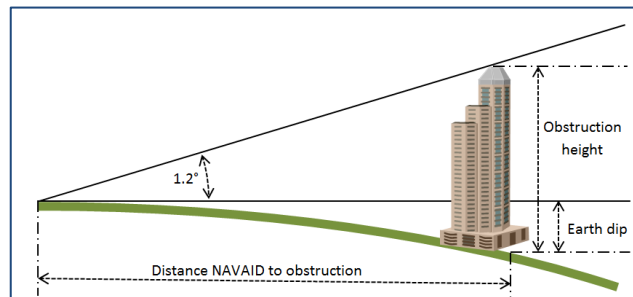 Obstruction
height
1.2°
Earth dip
Distance NAVAID to obstruction